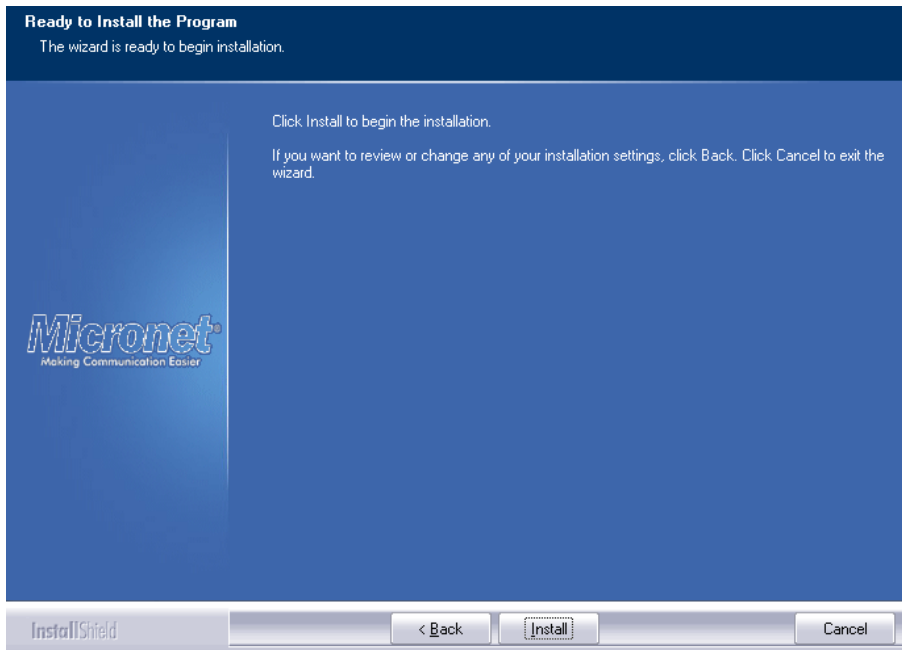 Ready to Install the Program
The wizard is ready to begin installation.
Click Install to begin the installation.
If you want to review or change any of your installation settings, click Back. Click Cancel to exit the
wizard.
Micronet
Making Communication Easier
InstallShield
< Back
Install
Cancel